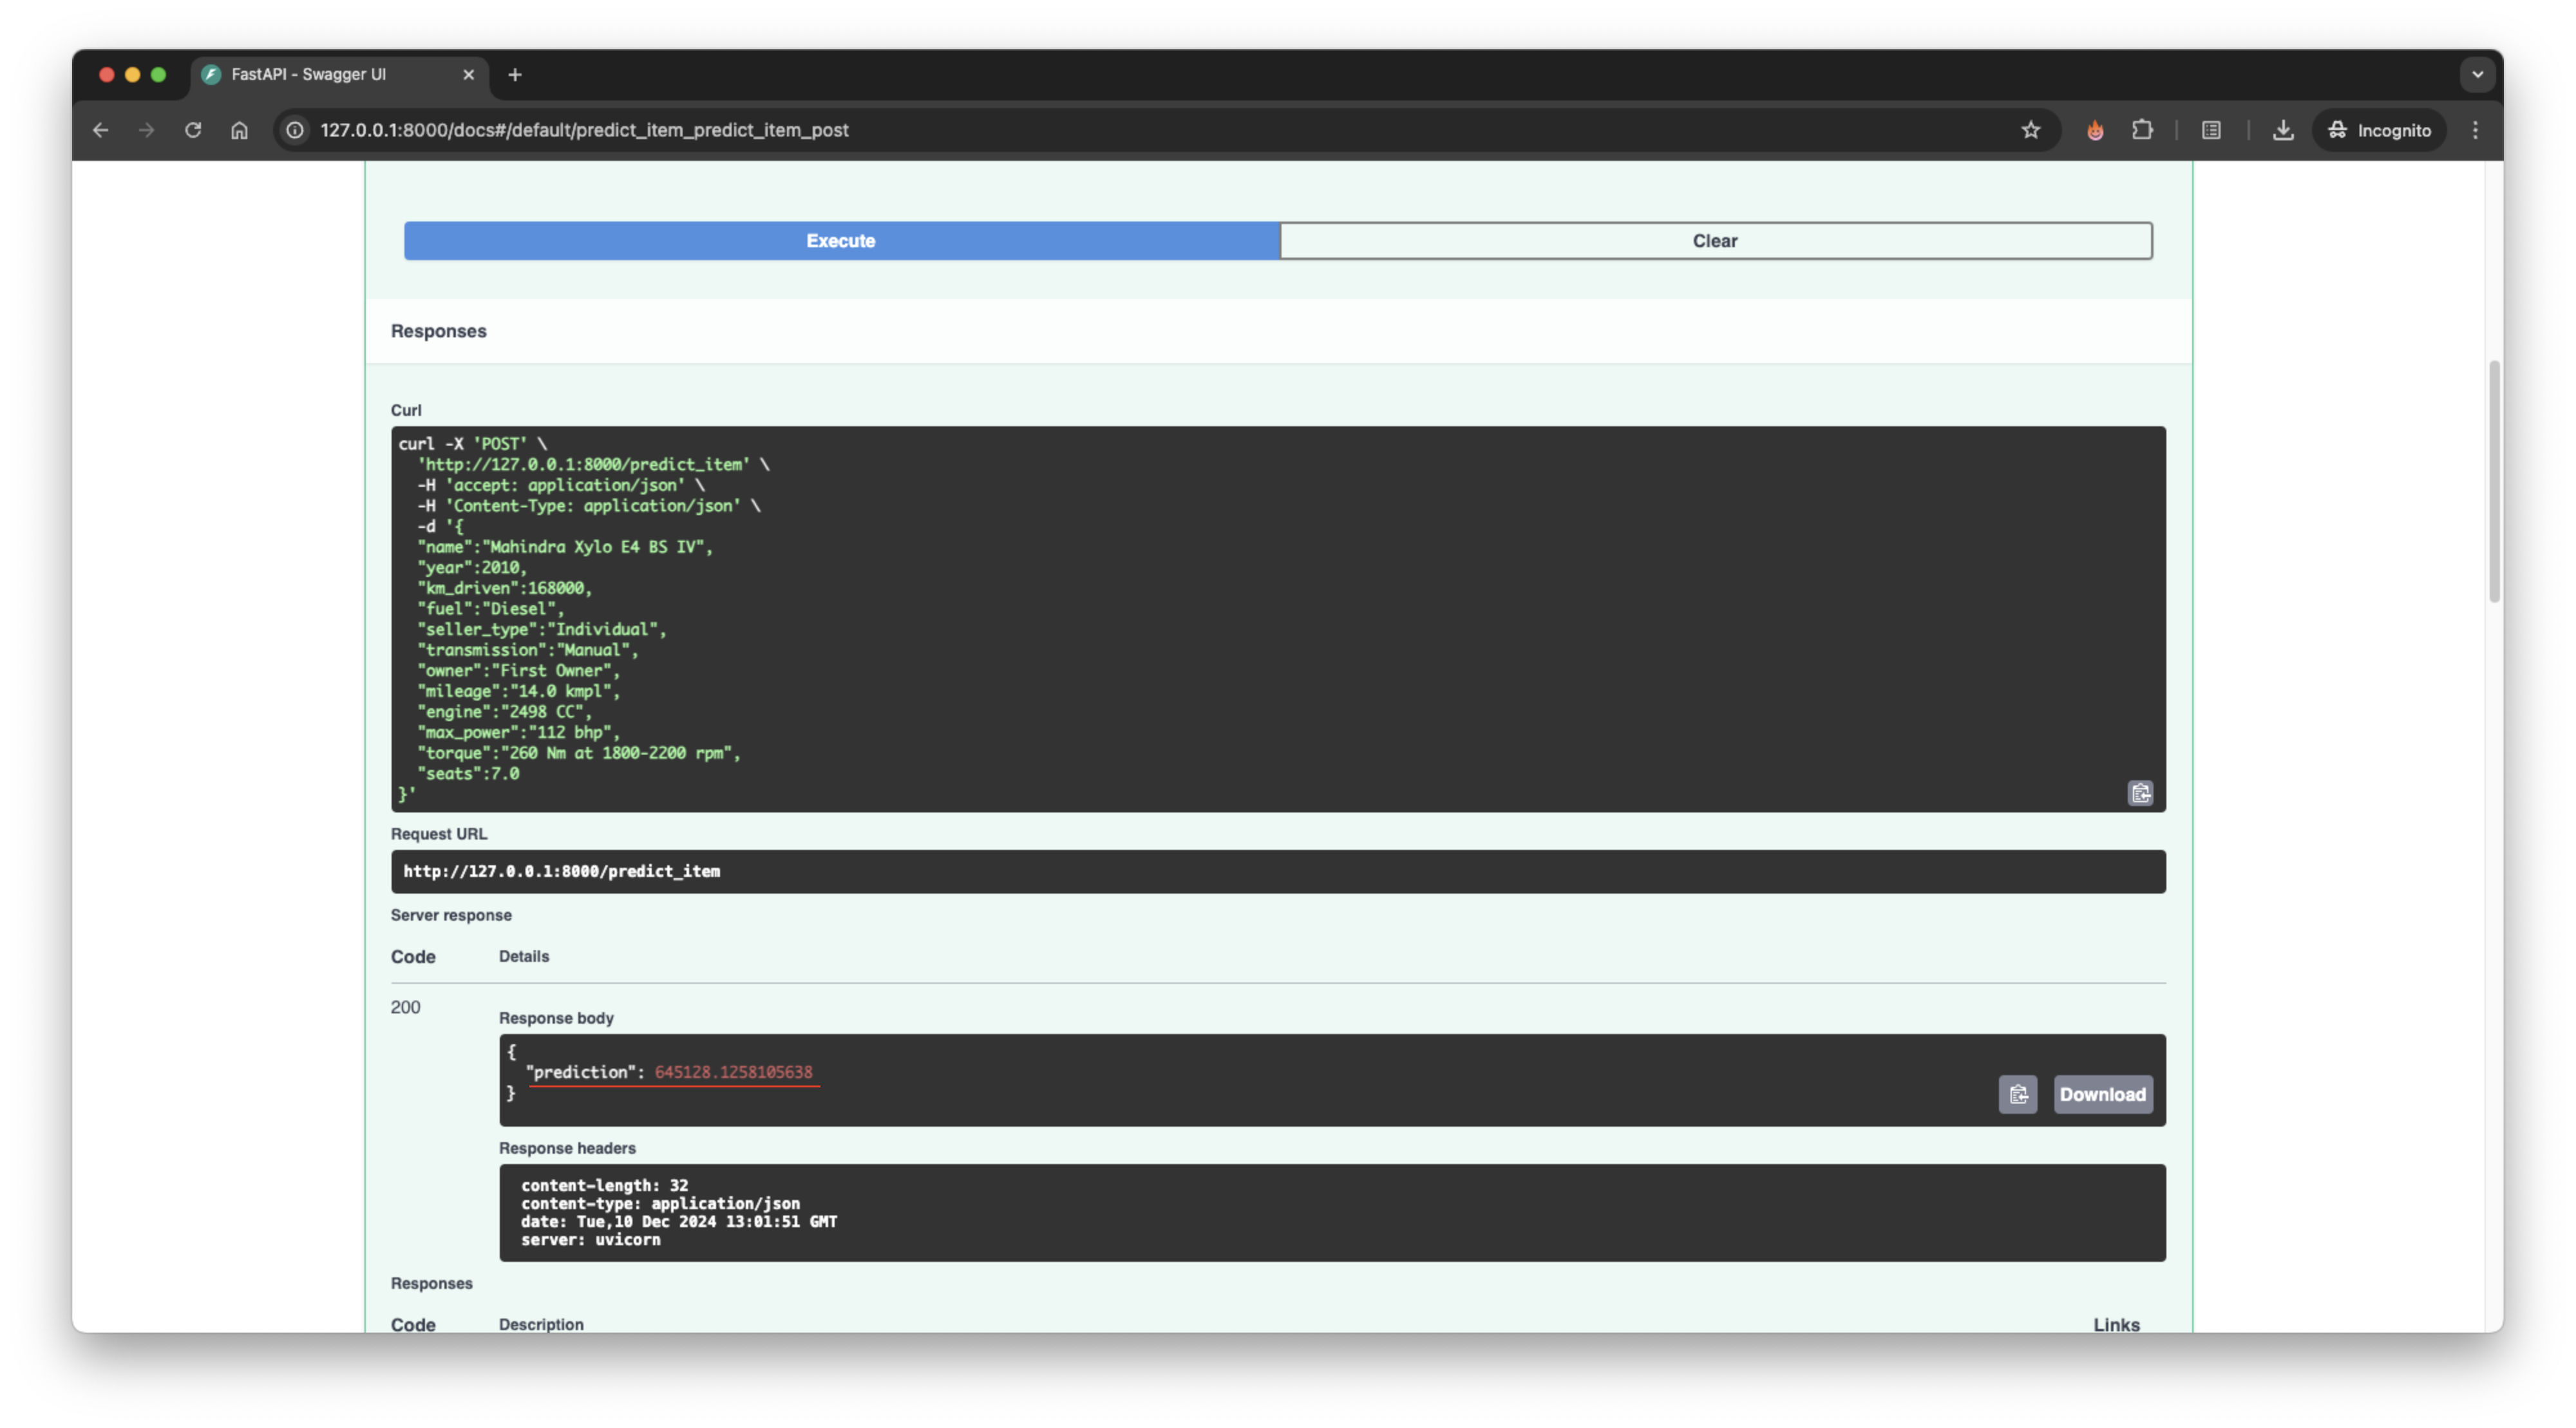 FastAPI - Swagger UI
127.0.0.1:8000/docs#/default/predict_item_predict_item_post
Incognito
Execute
Clear
Responses
Curl
curl -X 'POST' \
'http://127.0.0.1:8000/predict_item' \
-H 'accept: application/json' \
-H 'Content-Type: application/json' \
-d '{
"name":"Mahindra Xylo E4 BS IV",
"year":2010,
"km_driven":168000,
"fuel":"Diesel",
"seller_type":"Individual",
"transmission":"Manual",
"owner":"First Owner",
"mileage":"14.0 kmpl",
"engine":"2498 CC",
"max_power":"112 bhp",
"torque":"260 Nm at 1800-2200 rpm",
"seats":7.0
}'
Request URL
http://127.0.0.1:8000/predict_item
Server response
Code Details
200
Response body
{
"prediction": 645128.1258105638
}
Download
Response headers
content-length: 32
content-type: application/json
date: Tue,10 Dec 2024 13:01:51 GMT
server: uvicorn
Responses
Code Description Links